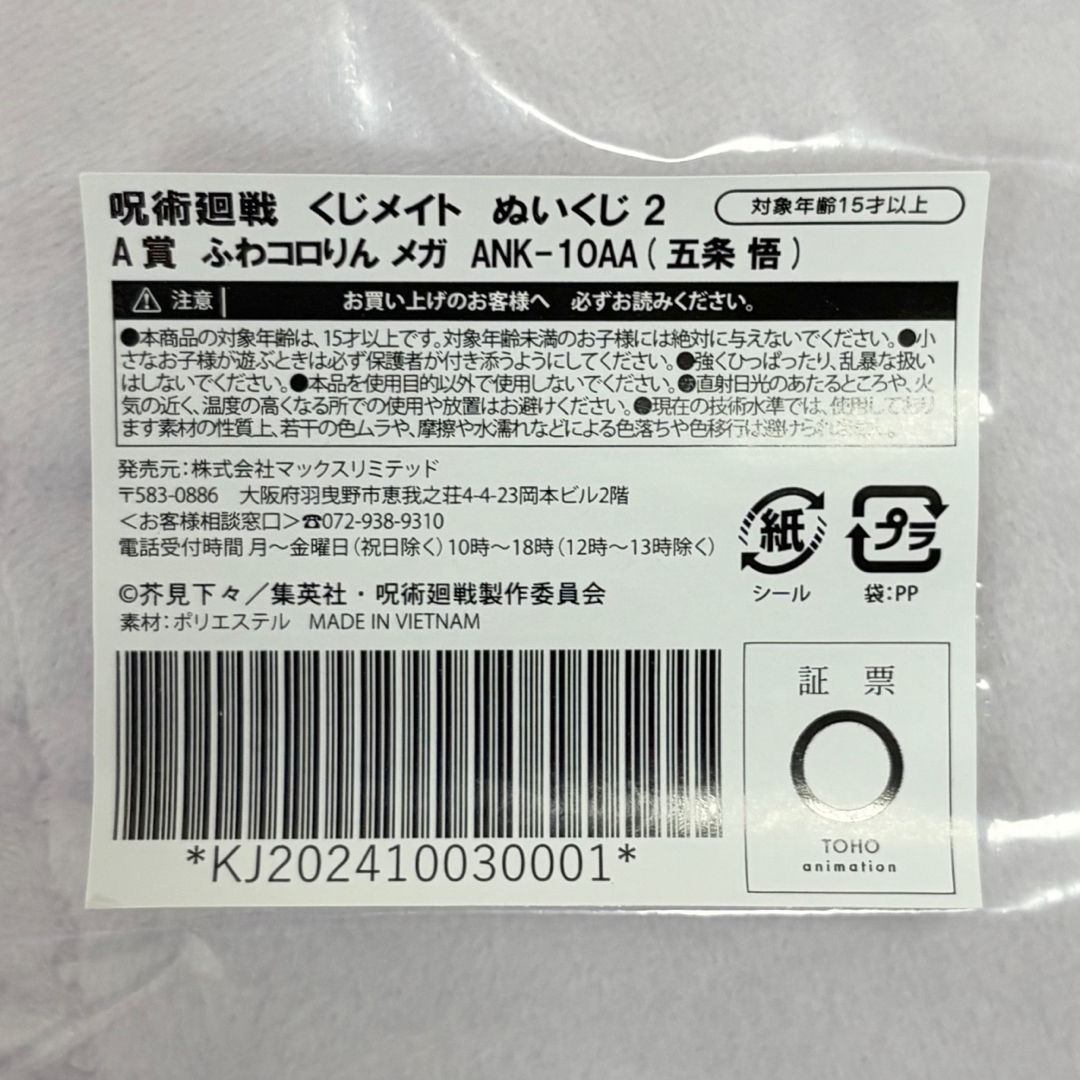 呪術廻戦 くじメイト ぬいくじ 2
対象年齢15才以上
A賞 ふわコロりん メガ ANK-10AA(五条 悟)
注意
お買い上げのお客様へ 必ずお読みください。
●本商品の対象年齢は、15才以上です。対象年齢未満のお子様には絶対に与えないでください。●小
さなお子様が遊ぶときは必ず保護者が付き添うようにしてください。●強くひっぱったり、乱暴な扱い
はしないでください。●本品を使用目的以外で使用しないでください。●直射日光のあたるところや、火
気の近く、温度の高くなる所での使用や放置はお避けください。●現在の技術水準では、使用しており
ます素材の性質上、若干の色ムラや、摩擦や水濡れなどによる色落ちや色移行は避けられません。
発売元:株式会社マックスリミテッド
〒583-0886 大阪府羽曳野市恵我之荘4-4-23岡本ビル2階
<お客様相談窓口>☎072-938-9310
電話受付時間 月~金曜日(祝日除く)10時~18時(12時~13時除く)
©芥見下々/集英社・呪術廻戦製作委員会
素材:ポリエステル MADE IN VIETNAM
紙
シール
プラ
袋:PP
*KJ202410030001*
証 票
TOHO
animation